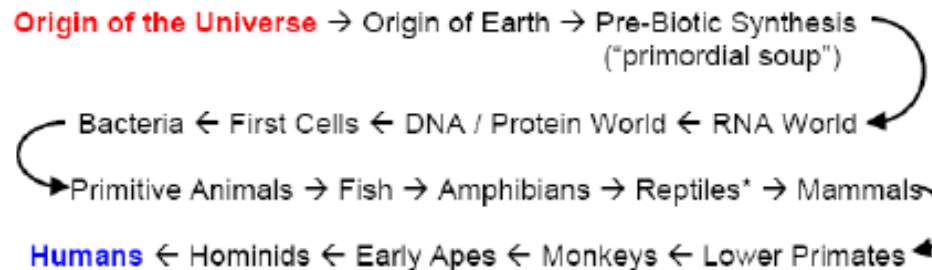 Origin of the Universe → Origin of Earth → Pre-Biotic Synthesis
("primordial soup")
Bacteria ← First Cells ← DNA / Protein World ← RNA World
Primitive Animals → Fish → Amphibians → Reptiles* → Mammals
Humans ← Hominids ← Early Apes ← Monkeys ← Lower Primates